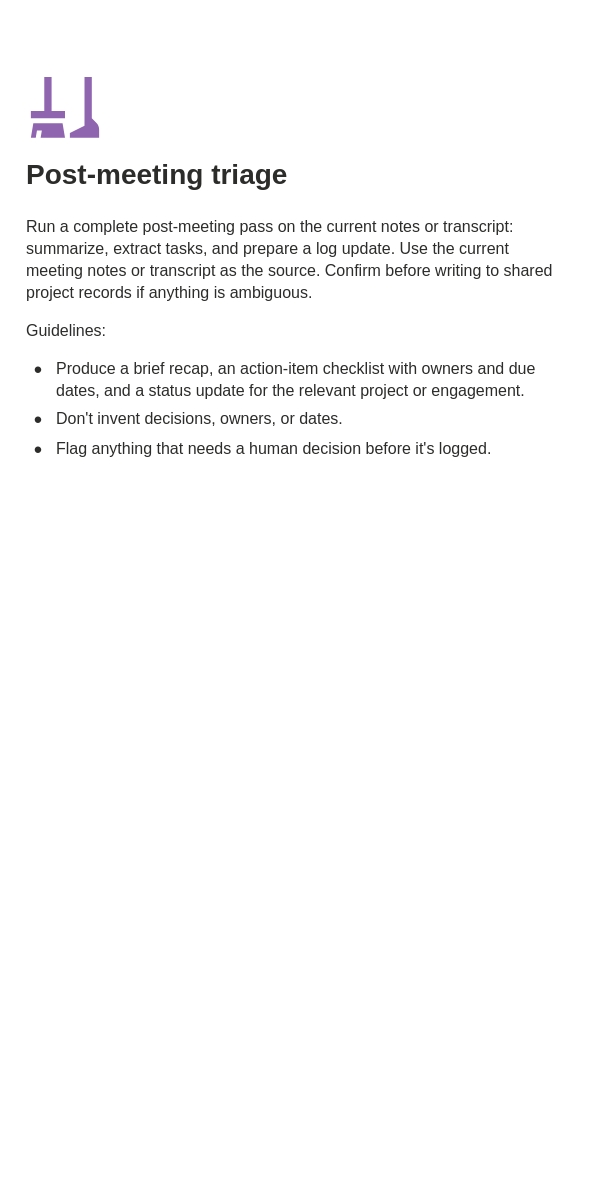 Post-meeting triage
Run a complete post-meeting pass on the current notes or transcript:
summarize, extract tasks, and prepare a log update. Use the current
meeting notes or transcript as the source. Confirm before writing to shared
project records if anything is ambiguous.
Guidelines:
• Produce a brief recap, an action-item checklist with owners and due
dates, and a status update for the relevant project or engagement.
• Don't invent decisions, owners, or dates.
• Flag anything that needs a human decision before it's logged.